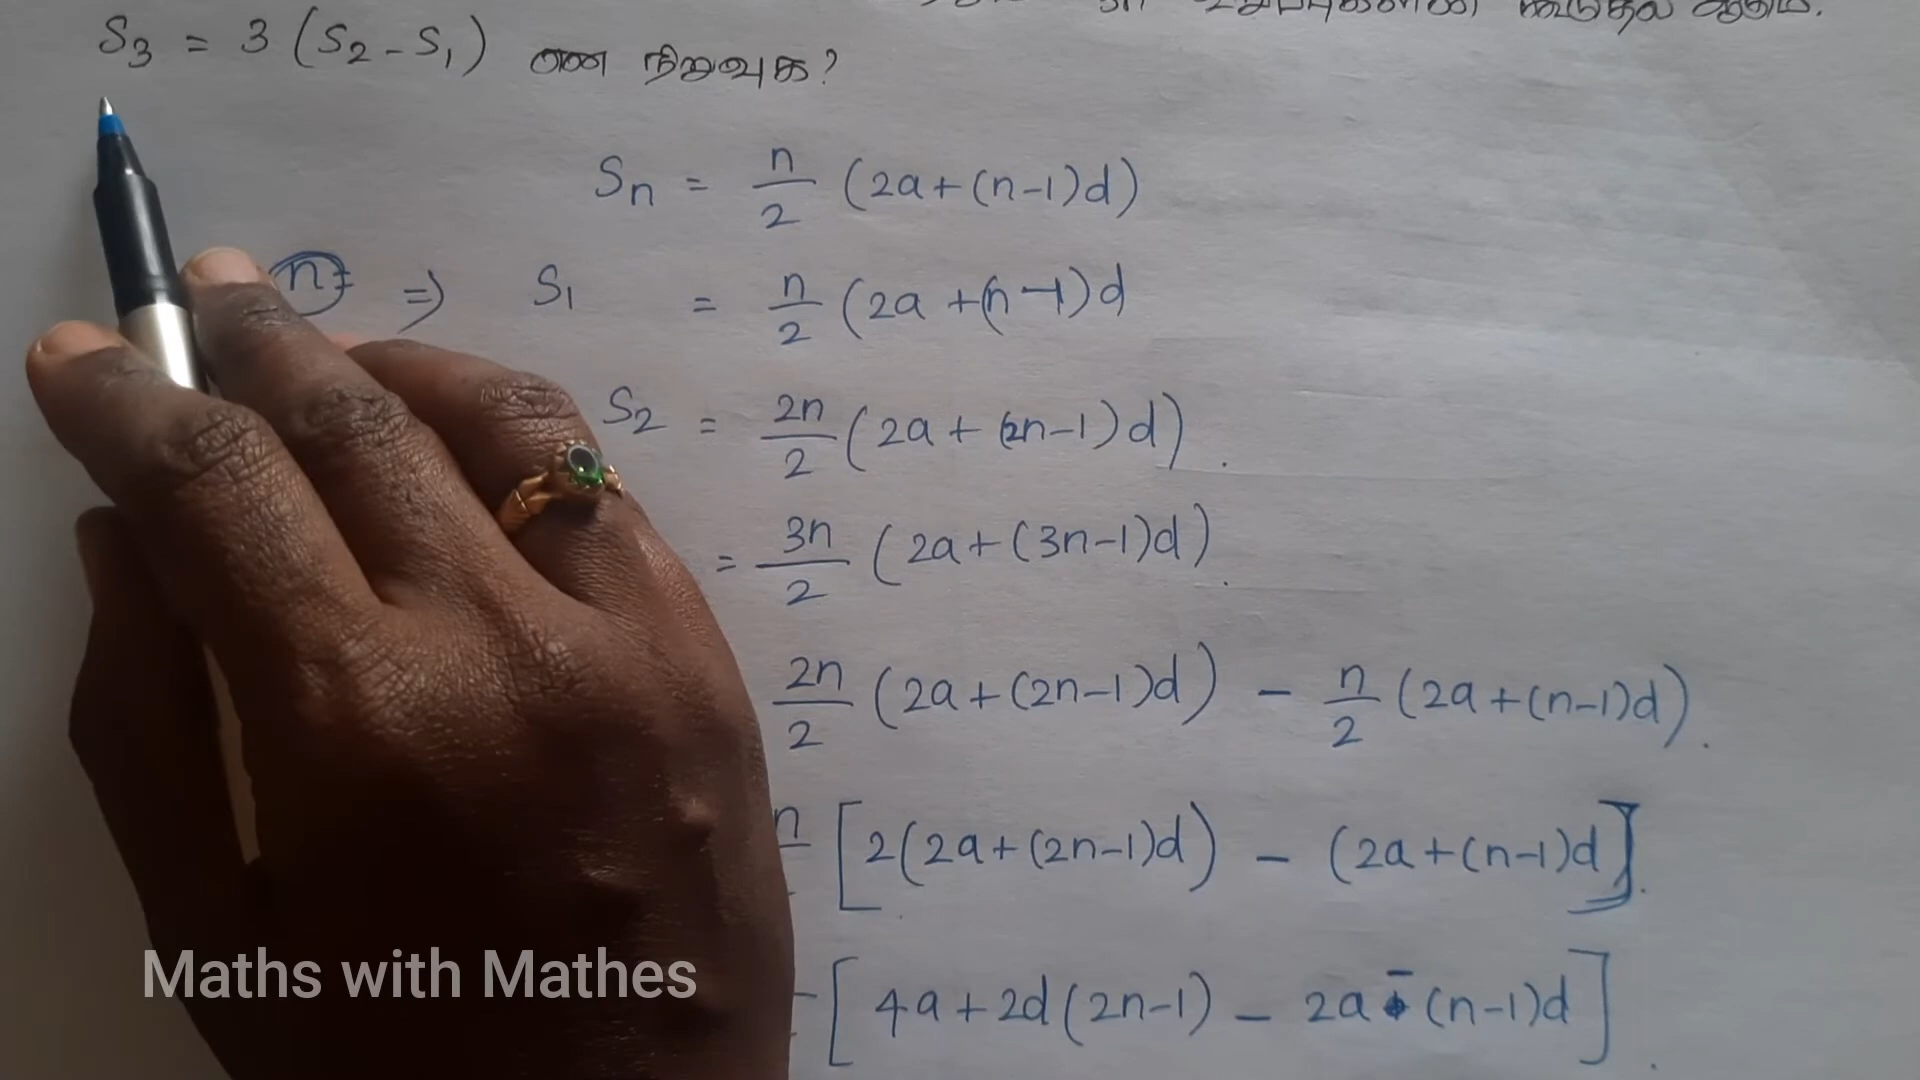 கூடுதல் ஆகும்.
S₃ = 3 (S₂ - S₁) என நிறுவுக?
Sn = n/2 (2a+(n-1)d)
n= ⇒ S₁ = n/2 (2a +(n-1)d
S₂ = 2n/2 (2a + (2n-1)d).
= 3n/2 (2a+(3n-1)d).
2n/2 (2a+(2n-1)d) - n/2 (2a+(n-1)d).
n [2(2a+(2n-1)d) - (2a+(n-1)d].
[4a+2d(2n-1) - 2a - (n-1)d].
Maths with Mathes